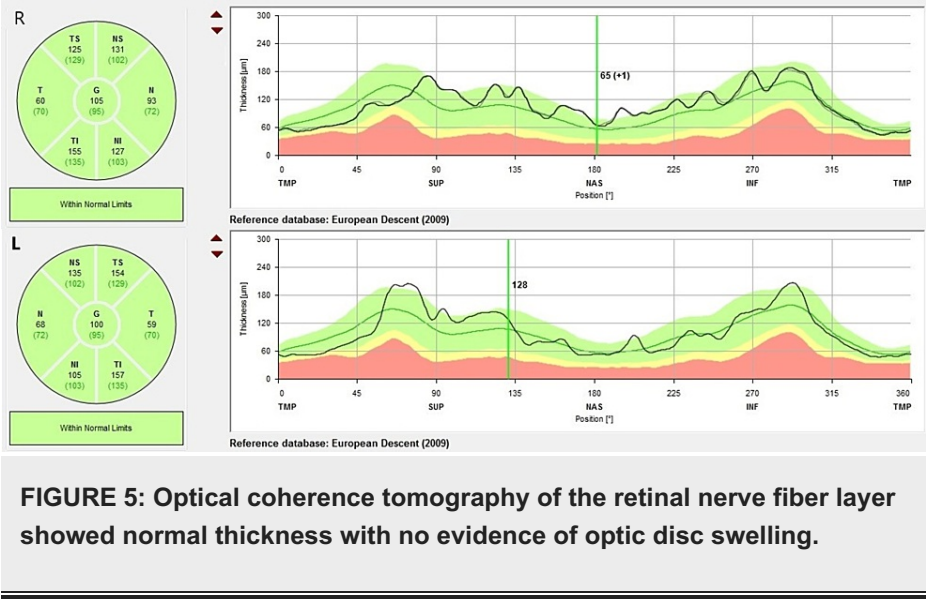 R
TS 125 (129)
NS 131 (102)
T 60 (70)
G 105 (95)
N 93 (72)
TI 155 (135)
NI 127 (103)
Within Normal Limits
Thickness [µm]
300
240
180
120
60
0
65 (+1)
0 45 90 135 180 225 270 315
TMP SUP NAS INF TMP
Position [°]
Reference database: European Descent (2009)
L
NS 135 (102)
TS 154 (129)
N 68 (72)
G 100 (95)
T 59 (70)
NI 105 (103)
TI 157 (135)
Within Normal Limits
Thickness [µm]
300
240
180
120
60
0
128
0 45 90 135 180 225 270 315 360
TMP SUP NAS INF TMP
Position [°]
Reference database: European Descent (2009)
FIGURE 5: Optical coherence tomography of the retinal nerve fiber layer
showed normal thickness with no evidence of optic disc swelling.